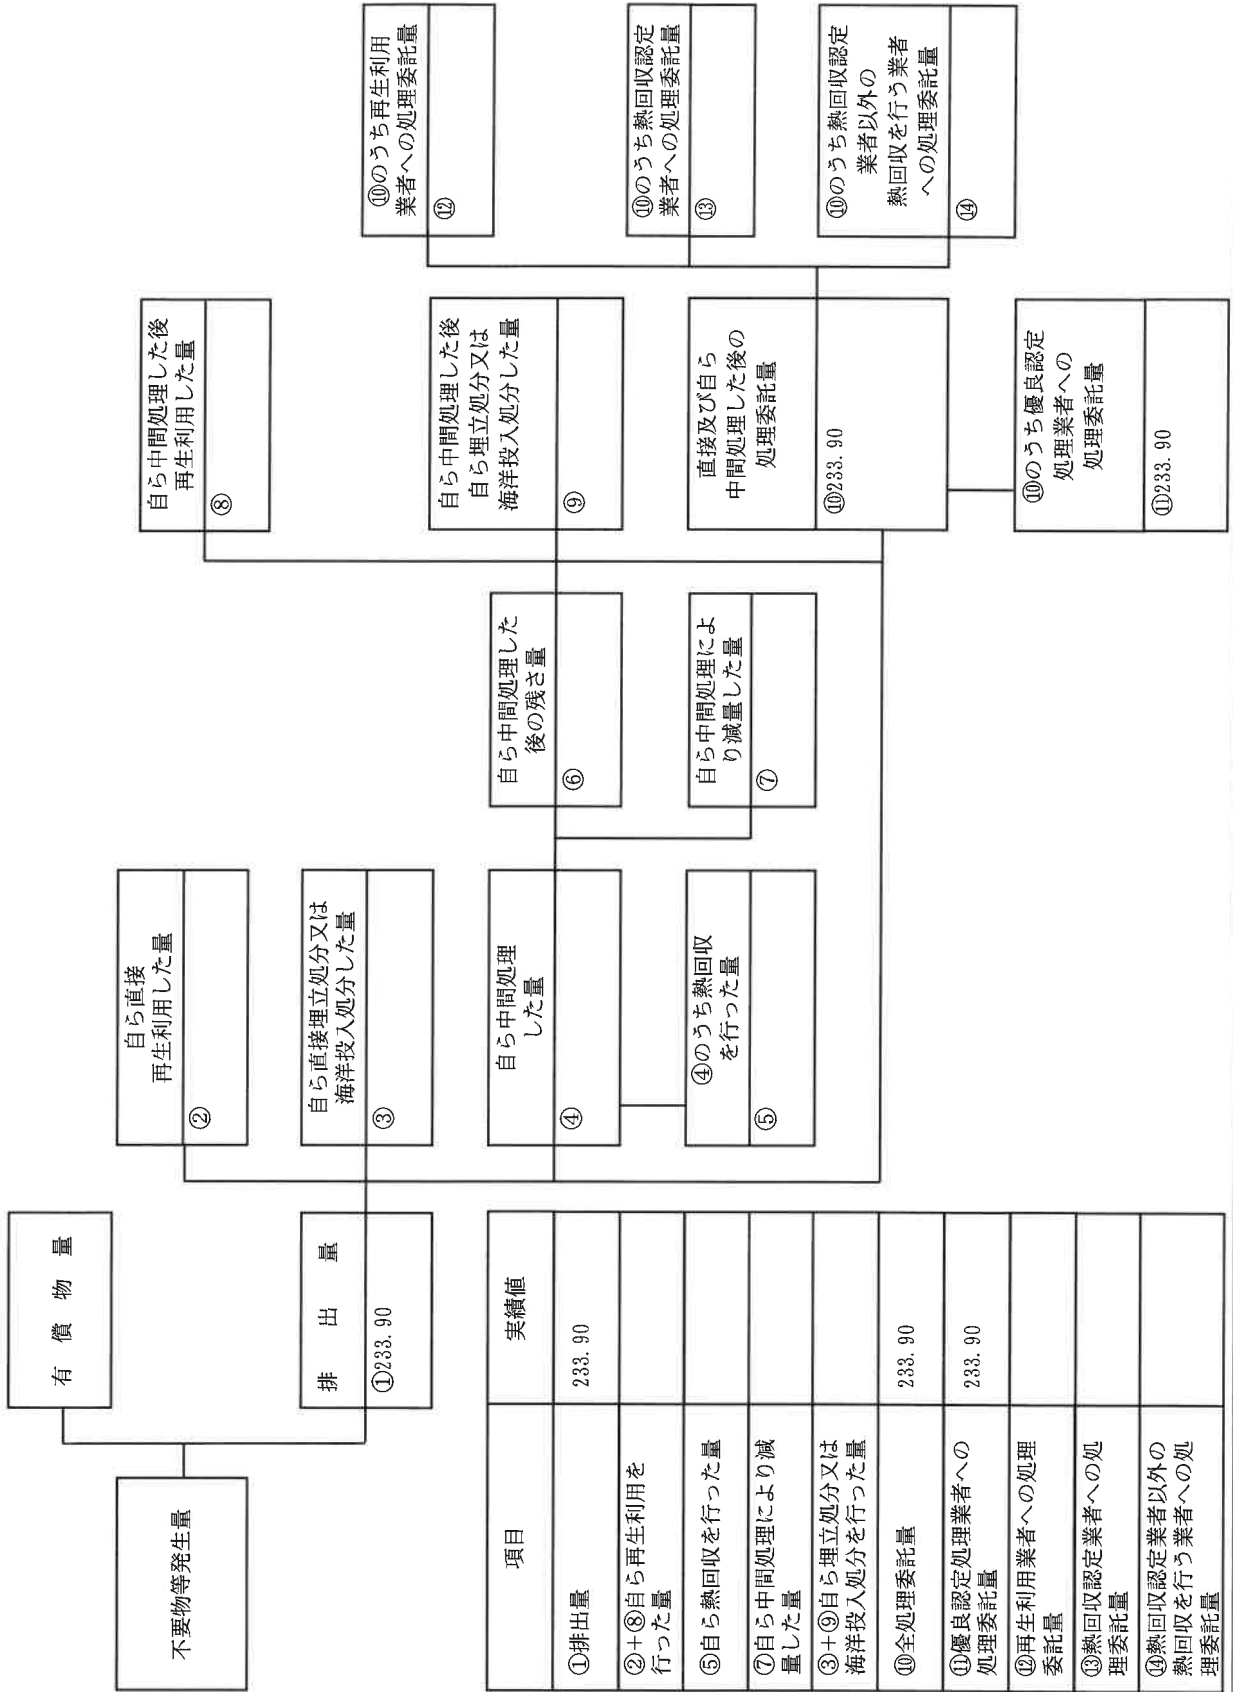 不要物等発生量
有償物量
排出量
①233.90
自ら直接
再生利用した量
②
自ら直接埋立処分又は
海洋投入処分した量
③
自ら中間処理
した量
④
④のうち熱回収
を行った量
⑤
自ら中間処理した
後の残さ量
⑥
自ら中間処理によ
り減量した量
⑦
自ら中間処理した後
再生利用した量
⑧
自ら中間処理した後
自ら埋立処分又は
海洋投入処分した量
⑨
直接及び自ら
中間処理した後の
処理委託量
⑩233.90
⑩のうち優良認定
処理業者への
処理委託量
⑪233.90
⑩のうち再生利用
業者への処理委託量
⑫
⑩のうち熱回収認定
業者への処理委託量
⑬
⑩のうち熱回収認定
業者以外の
熱回収を行う業者
への処理委託量
⑭
項目
実績値
①排出量
233.90
②+⑧自ら再生利用を
行った量
⑤自ら熱回収を行った量
⑦自ら中間処理により減
量した量
③+⑨自ら埋立処分又は
海洋投入処分を行った量
⑩全処理委託量
233.90
⑪優良認定処理業者への
処理委託量
233.90
⑫再生利用業者への処理
委託量
⑬熱回収認定業者への処
理委託量
⑭熱回収認定業者以外の
熱回収を行う業者への処
理委託量